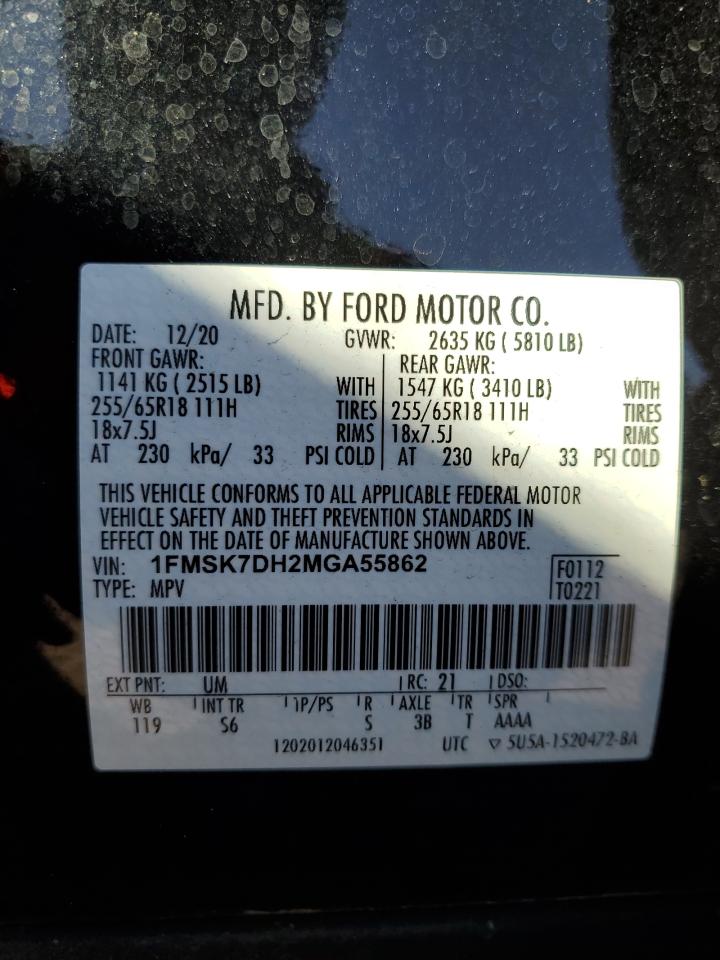 MFD. BY FORD MOTOR CO.
DATE: 12/20 GVWR: 2635 KG ( 5810 LB)
FRONT GAWR: REAR GAWR:
1141 KG ( 2515 LB) WITH 1547 KG ( 3410 LB) WITH
255/65R18 111H TIRES 255/65R18 111H TIRES
18x7.5J RIMS 18x7.5J RIMS
AT 230 kPa/ 33 PSI COLD AT 230 kPa/ 33 PSI COLD
THIS VEHICLE CONFORMS TO ALL APPLICABLE FEDERAL MOTOR
VEHICLE SAFETY AND THEFT PREVENTION STANDARDS IN
EFFECT ON THE DATE OF MANUFACTURE SHOWN ABOVE.
VIN: 1FMSK7DH2MGA55862 F0112
TYPE: MPV T0221
EXT PNT: UM RC: 21 DSO:
WB INT TR TP/PS R AXLE TR SPR
119 S6 S 3B T AAAA
1202012046351 UTC ▽ 5U5A-1520472-BA